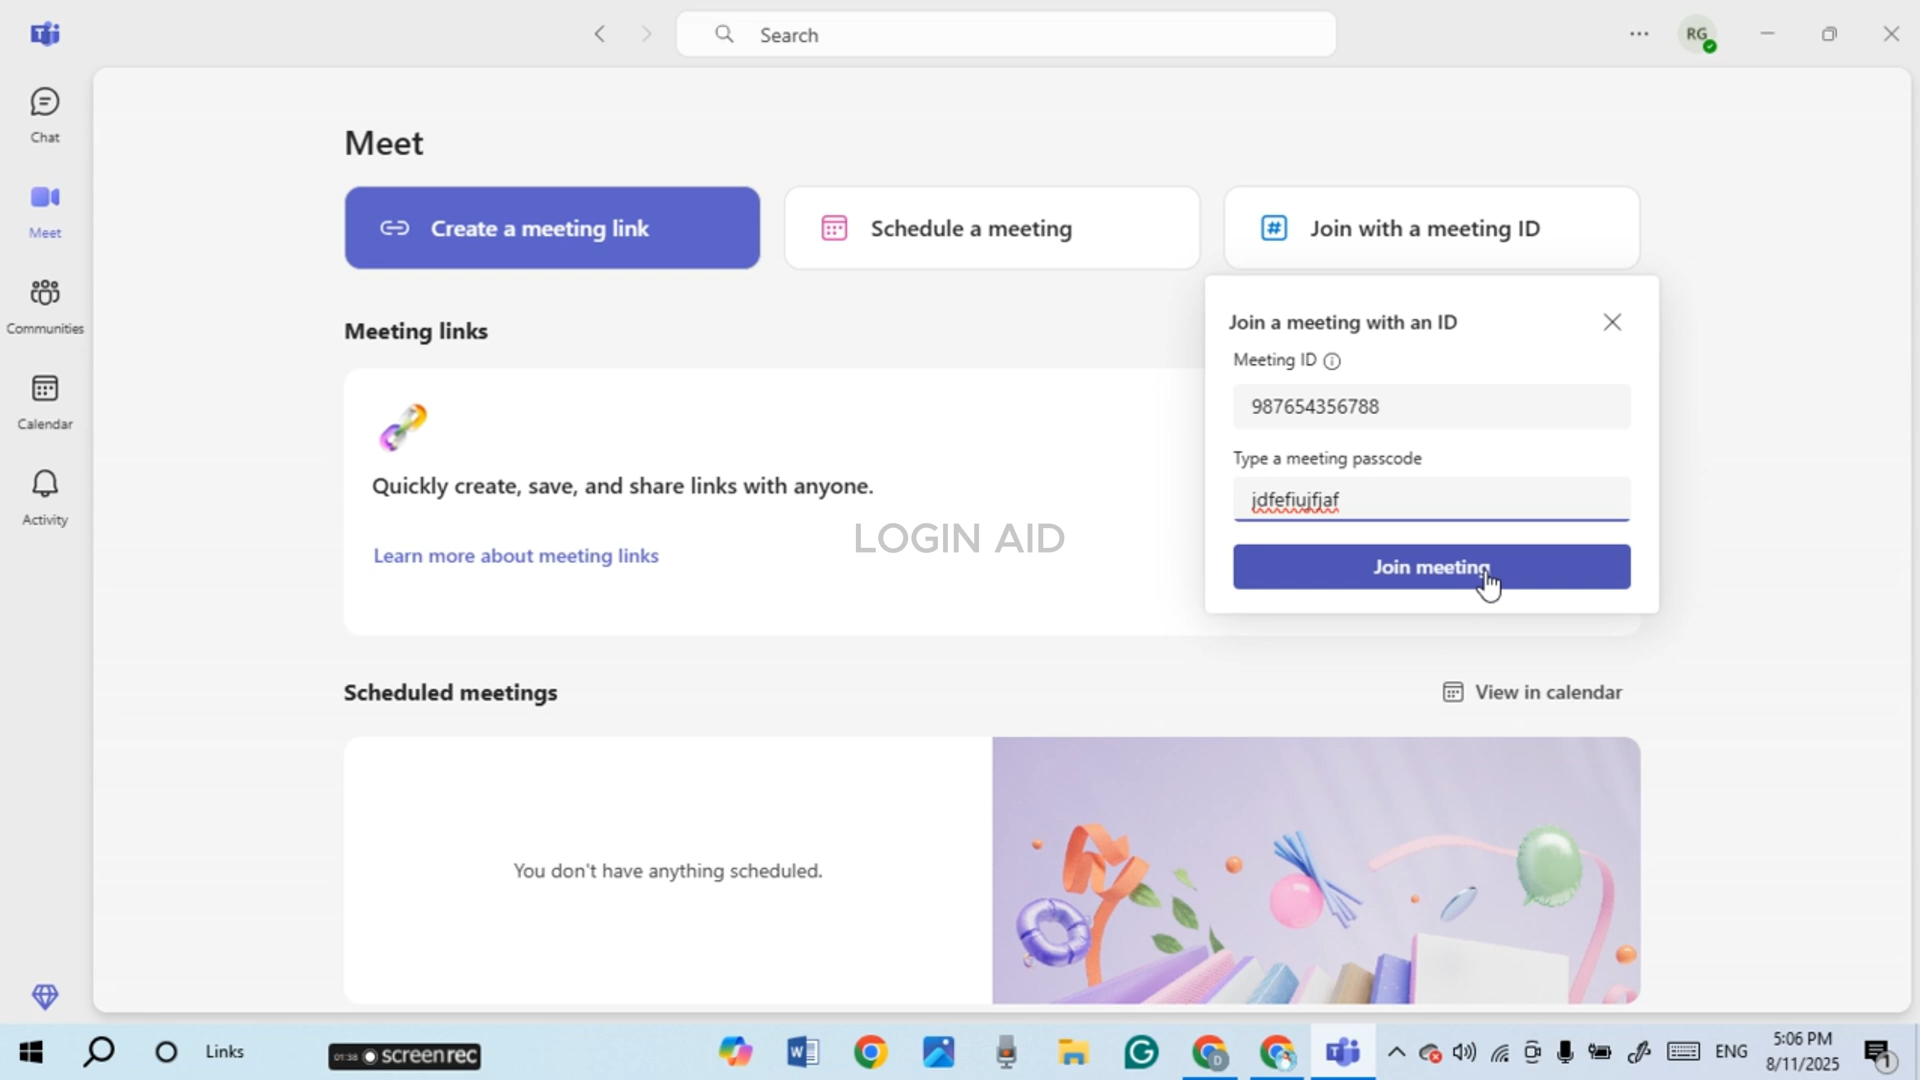 Search
RG
Chat
Meet
Communities
Calendar
Activity
Meet
Create a meeting link
Schedule a meeting
# Join with a meeting ID
Meeting links
Quickly create, save, and share links with anyone.
Learn more about meeting links
Join a meeting with an ID
Meeting ID
987654356788
Type a meeting passcode
jdfefiujfjaf
Join meeting
LOGIN AID
Scheduled meetings
View in calendar
You don't have anything scheduled.
Links
01:38 screenrec
ENG
5:06 PM
8/11/2025
1